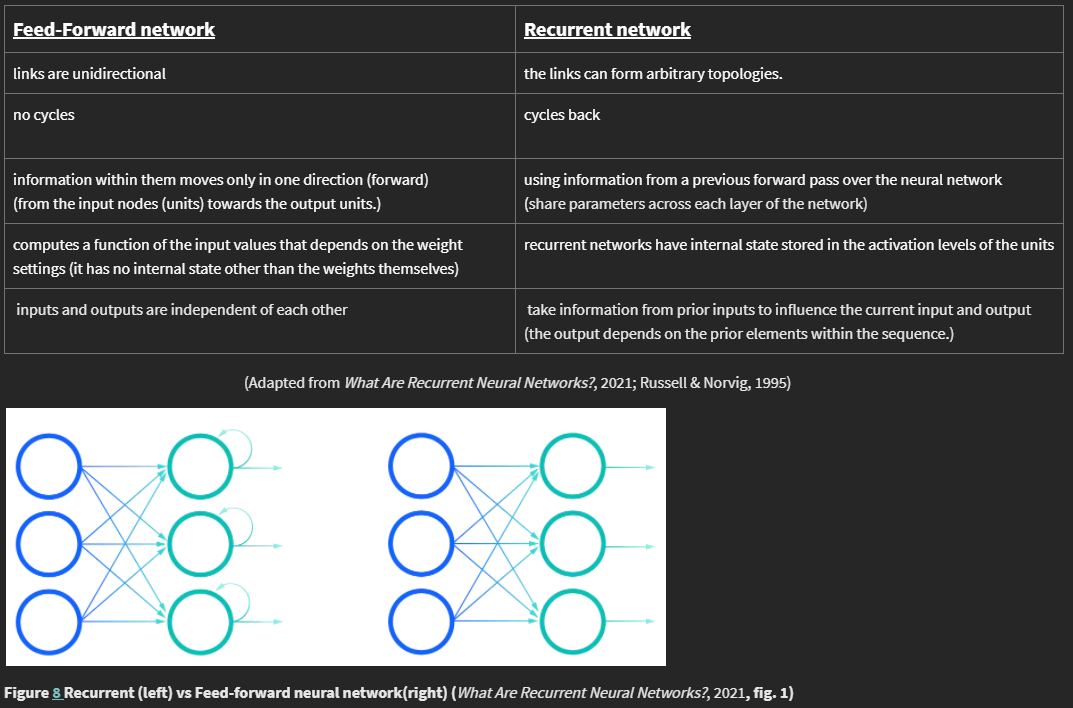 Feed-Forward network
Recurrent network
links are unidirectional
the links can form arbitrary topologies.
no cycles
cycles back
information within them moves only in one direction (forward)
(from the input nodes (units) towards the output units.)
using information from a previous forward pass over the neural network
(share parameters across each layer of the network)
computes a function of the input values that depends on the weight
settings (it has no internal state other than the weights themselves)
recurrent networks have internal state stored in the activation levels of the units
inputs and outputs are independent of each other
take information from prior inputs to influence the current input and output
(the output depends on the prior elements within the sequence.)
(Adapted from What Are Recurrent Neural Networks?, 2021; Russell & Norvig, 1995)
Figure 8 Recurrent (left) vs Feed-forward neural network(right) (What Are Recurrent Neural Networks?, 2021, fig. 1)